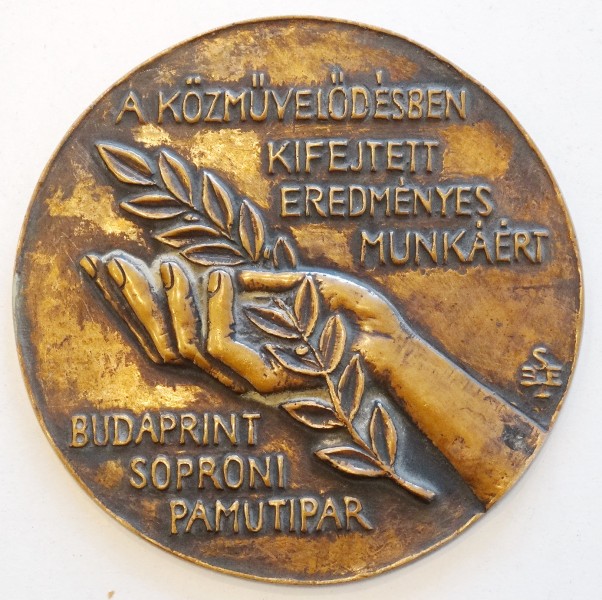 A KÖZMŰVELŐDÉSBEN
KIFEJTETT
EREDMÉNYES
MUNKÁÉRT
BUDAPRINT
SOPRONI
PAMUTIPAR